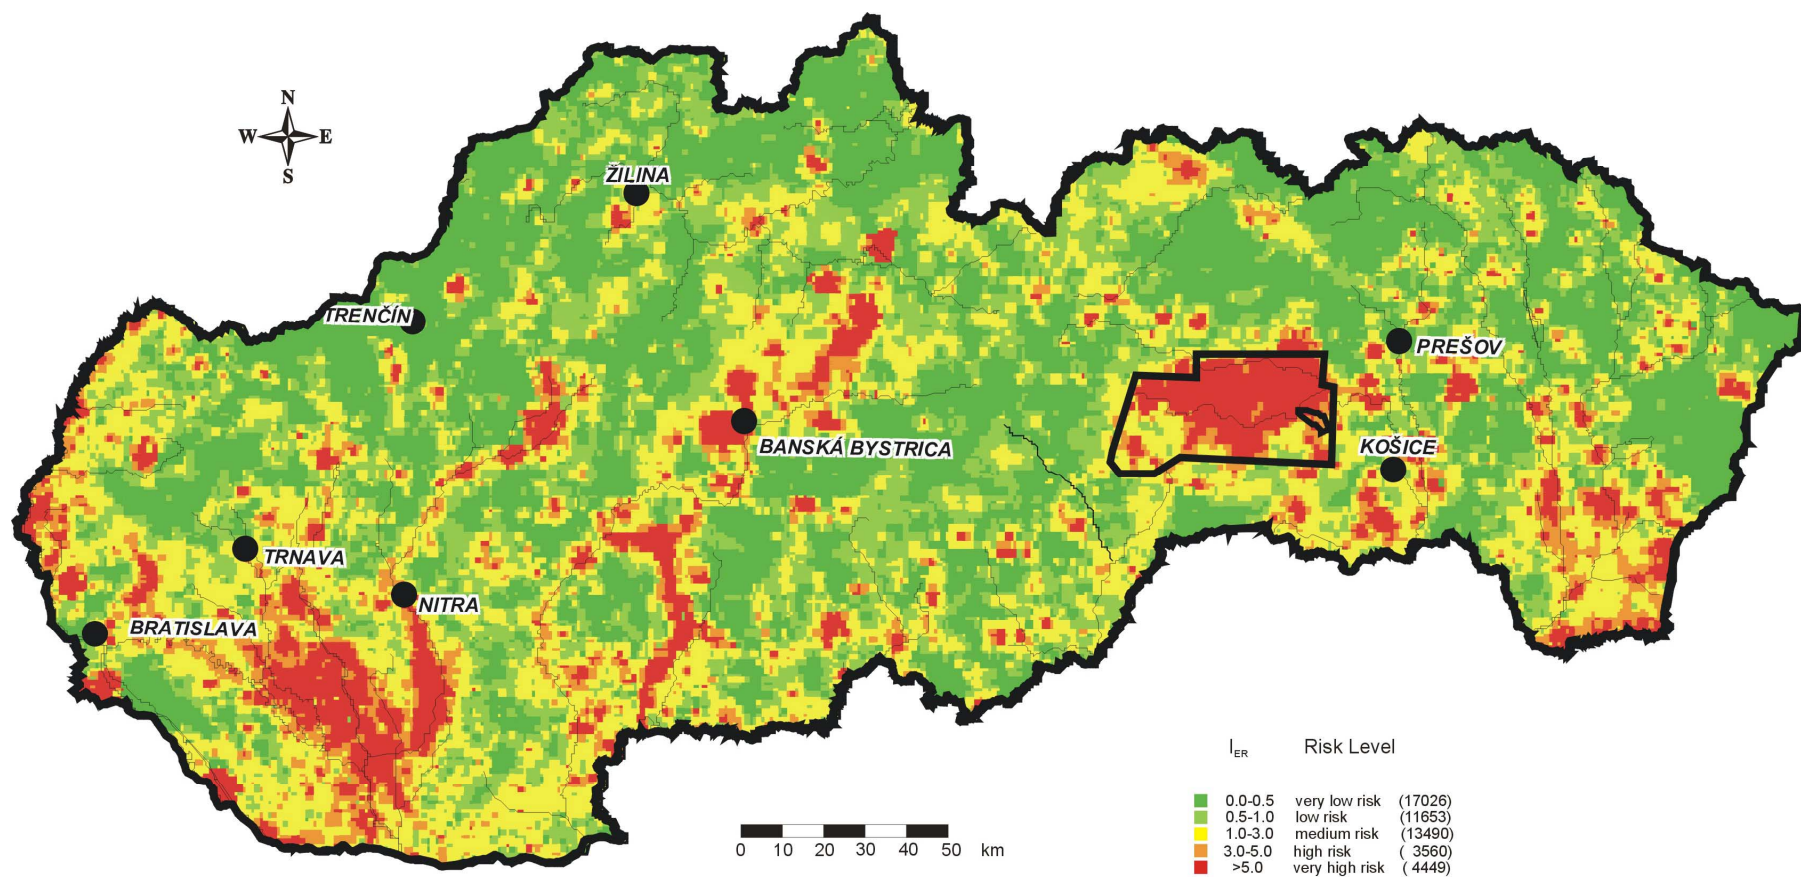 N
W E
S
ŽILINA
TRENČÍN
PREŠOV
BANSKÁ BYSTRICA
KOŠICE
TRNAVA
NITRA
BRATISLAVA
I_ER Risk Level
0.0-0.5 very low risk (17026)
0.5-1.0 low risk (11653)
1.0-3.0 medium risk (13490)
3.0-5.0 high risk ( 3560)
>5.0 very high risk ( 4449)
0 10 20 30 40 50 km